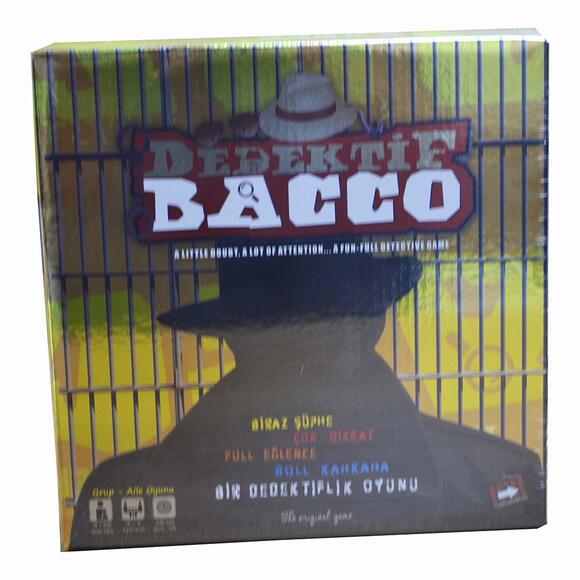 DEDEKTİF
BACCO
A LITTLE DOUBT, A LOT OF ATTENTION... A FUN-FULL DETECTIVE GAME
BİRAZ ŞÜPHE
ÇOK DİKKAT
FULL EĞLENCE
BOLL KAHKAHA
BİR DEDEKTİFLİK OYUNU
Grup - Aile Oyunu
The original game